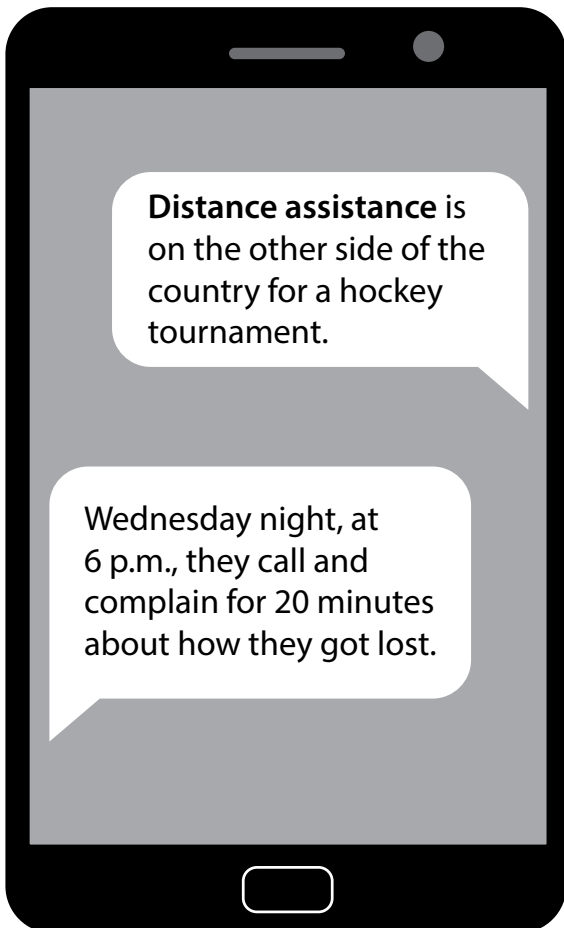 Distance assistance is
on the other side of the
country for a hockey
tournament.
Wednesday night, at
6 p.m., they call and
complain for 20 minutes
about how they got lost.